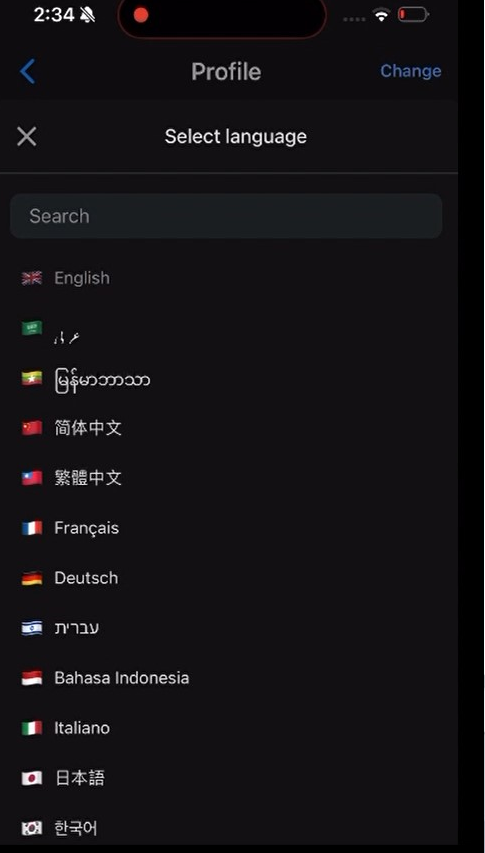 2:34
Profile
Change
Select language
Search
English
မြန်မာဘာသာ
简体中文
繁體中文
Français
Deutsch
עברית
Bahasa Indonesia
Italiano
日本語
한국어